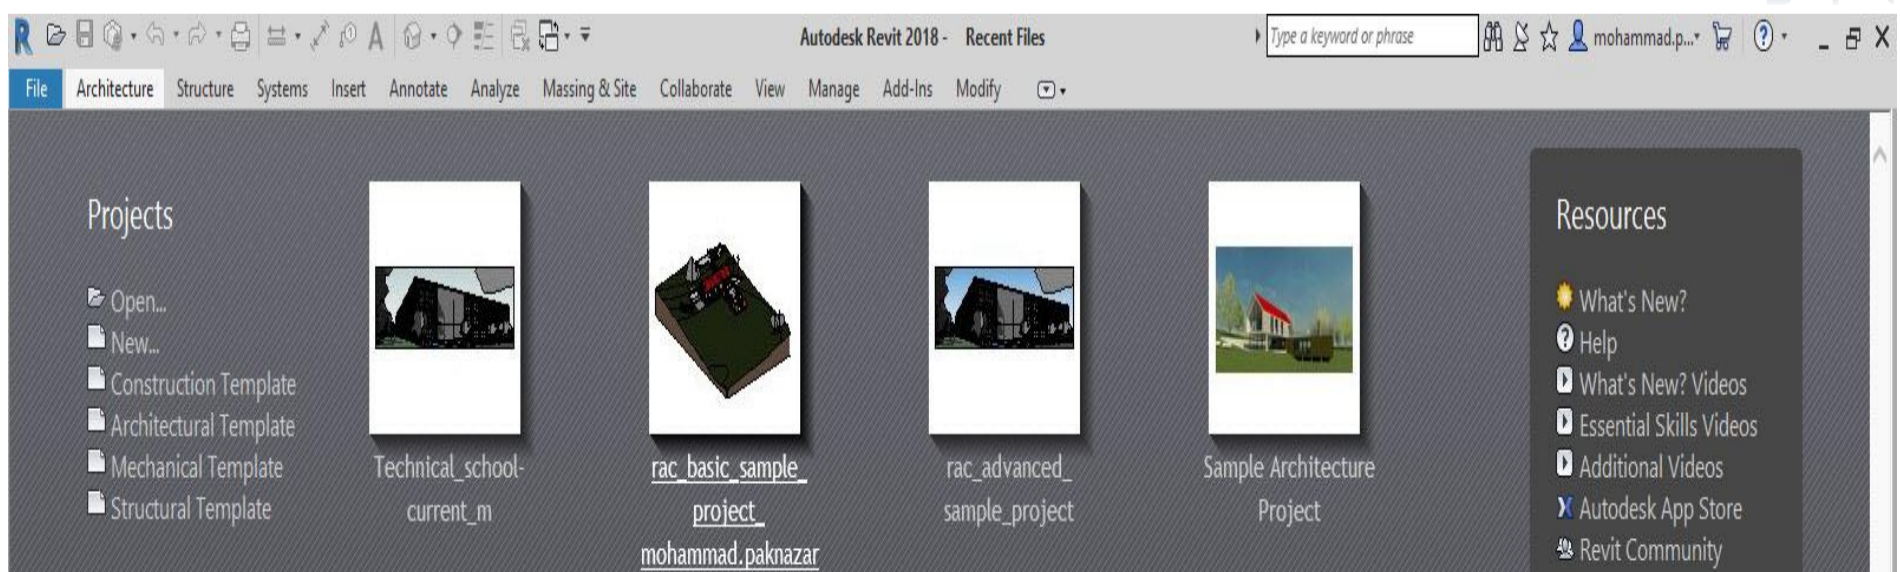 Autodesk Revit 2018 - Recent Files
Type a keyword or phrase
mohammad.p...
File Architecture Structure Systems Insert Annotate Analyze Massing & Site Collaborate View Manage Add-Ins Modify
Projects
Open...
New...
Construction Template
Architectural Template
Mechanical Template
Structural Template
Technical_school-
current_m
rac_basic_sample_
project_
mohammad.paknazar
rac_advanced_
sample_project
Sample Architecture
Project
Resources
What's New?
Help
What's New? Videos
Essential Skills Videos
Additional Videos
Autodesk App Store
Revit Community